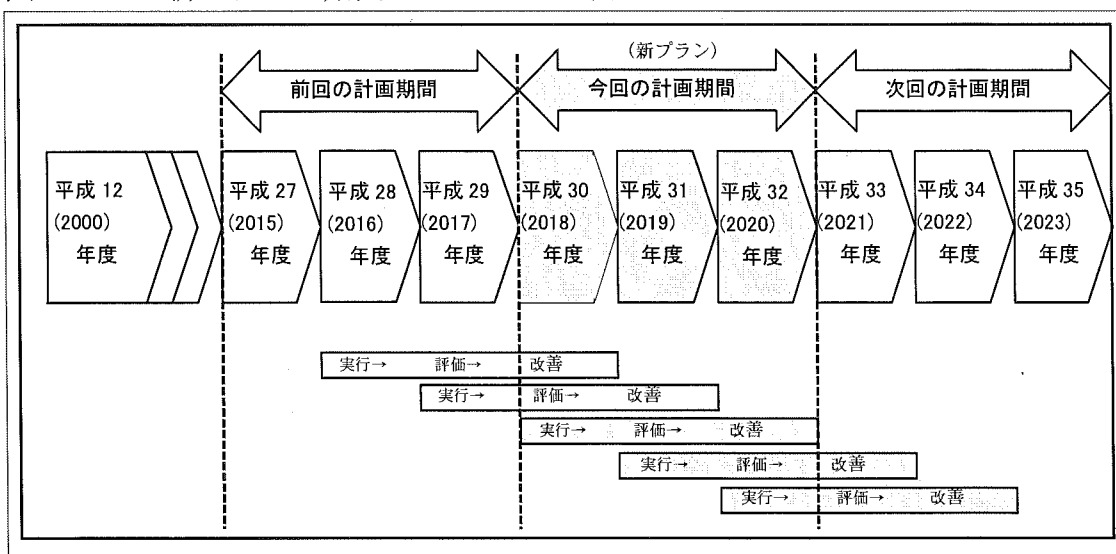 (新プラン)
前回の計画期間
今回の計画期間
次回の計画期間
平成 12
(2000)
年度
平成 27
(2015)
年度
平成 28
(2016)
年度
平成 29
(2017)
年度
平成 30
(2018)
年度
平成 31
(2019)
年度
平成 32
(2020)
年度
平成 33
(2021)
年度
平成 34
(2022)
年度
平成 35
(2023)
年度
実行→ 評価→ 改善
実行→ 評価→ 改善
実行→ 評価→ 改善
実行→ 評価→ 改善
実行→ 評価→ 改善